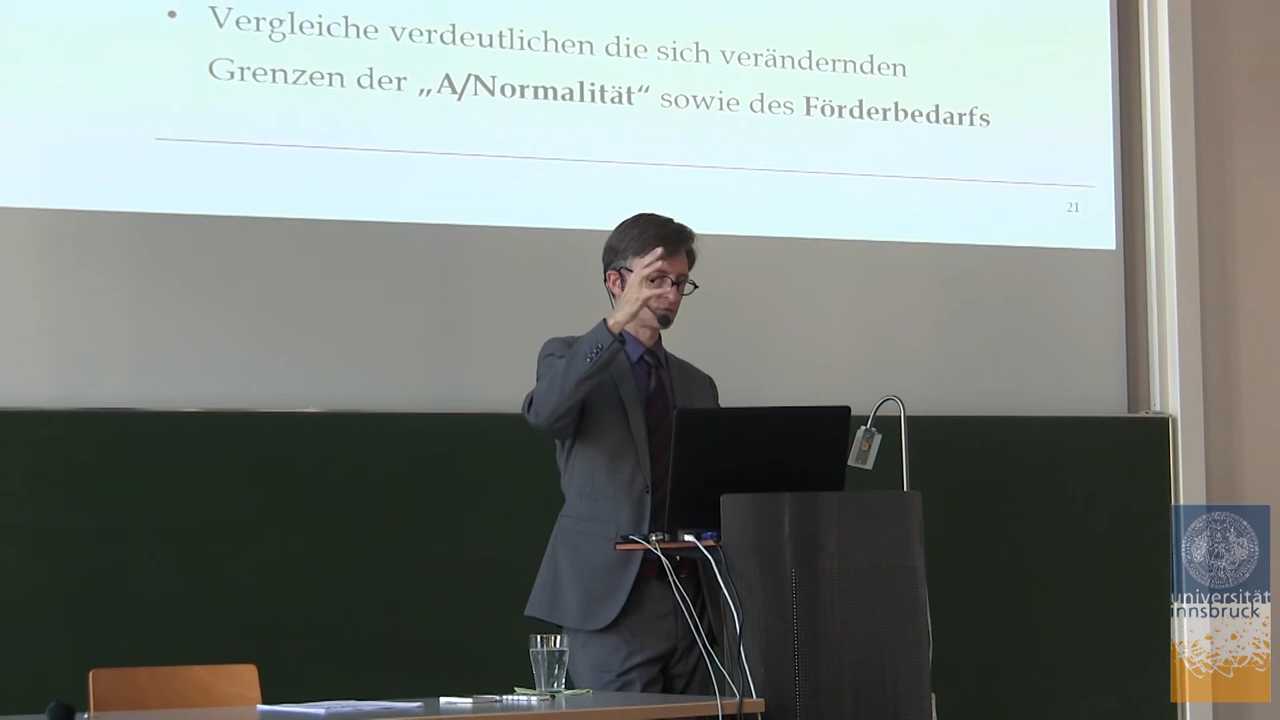 • Vergleiche verdeutlichen die sich verändernden
Grenzen der „A/Normalität“ sowie des Förderbedarfs
21
universität
innsbruck